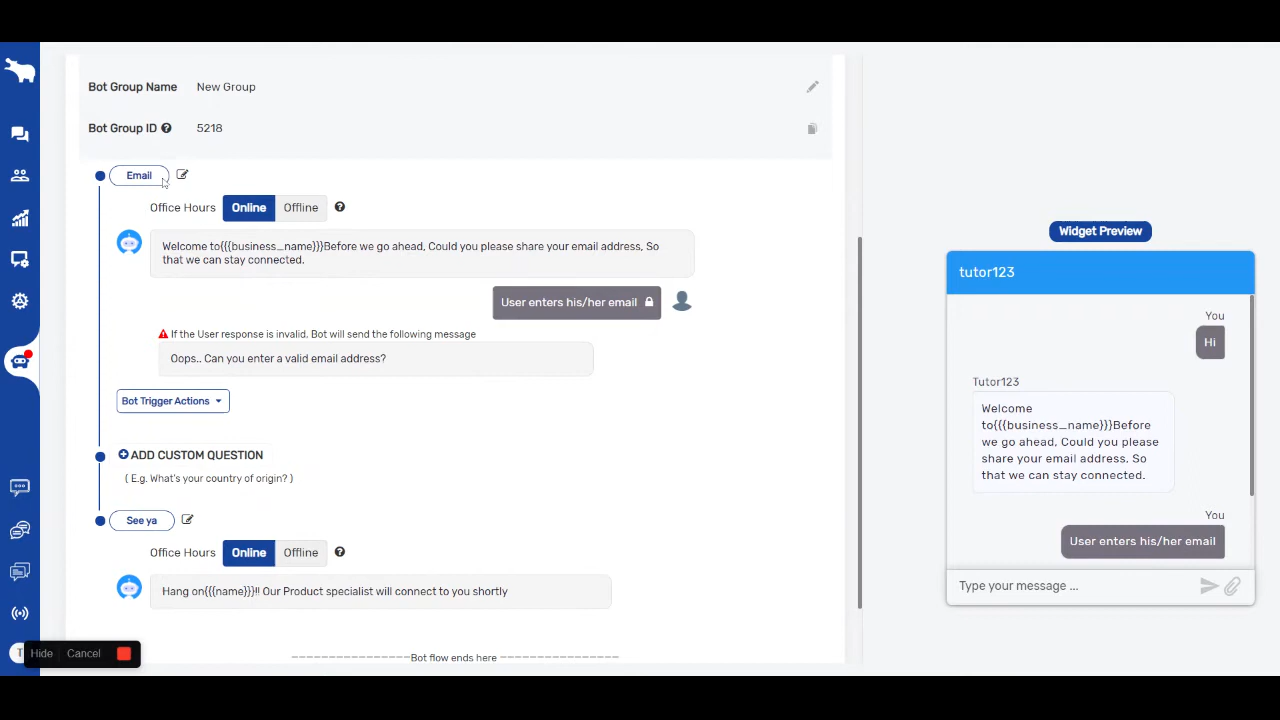 Bot Group Name New Group
Bot Group ID 5218
Email
Office Hours Online Offline
Welcome to{{{business_name}}}Before we go ahead, Could you please share your email address, So
that we can stay connected.
User enters his/her email
If the User response is invalid, Bot will send the following message
Oops.. Can you enter a valid email address?
Bot Trigger Actions
ADD CUSTOM QUESTION
( E.g. What's your country of origin? )
See ya
Office Hours Online Offline
Hang on{{{name}}}!! Our Product specialist will connect to you shortly
----------------Bot flow ends here ----------------
T Hide Cancel
Widget Preview
tutor123
You
Hi
Tutor123
Welcome
to{{{business_name}}}Before
we go ahead, Could you please
share your email address. So
that we can stay connected.
You
User enters his/her email
Type your message ...